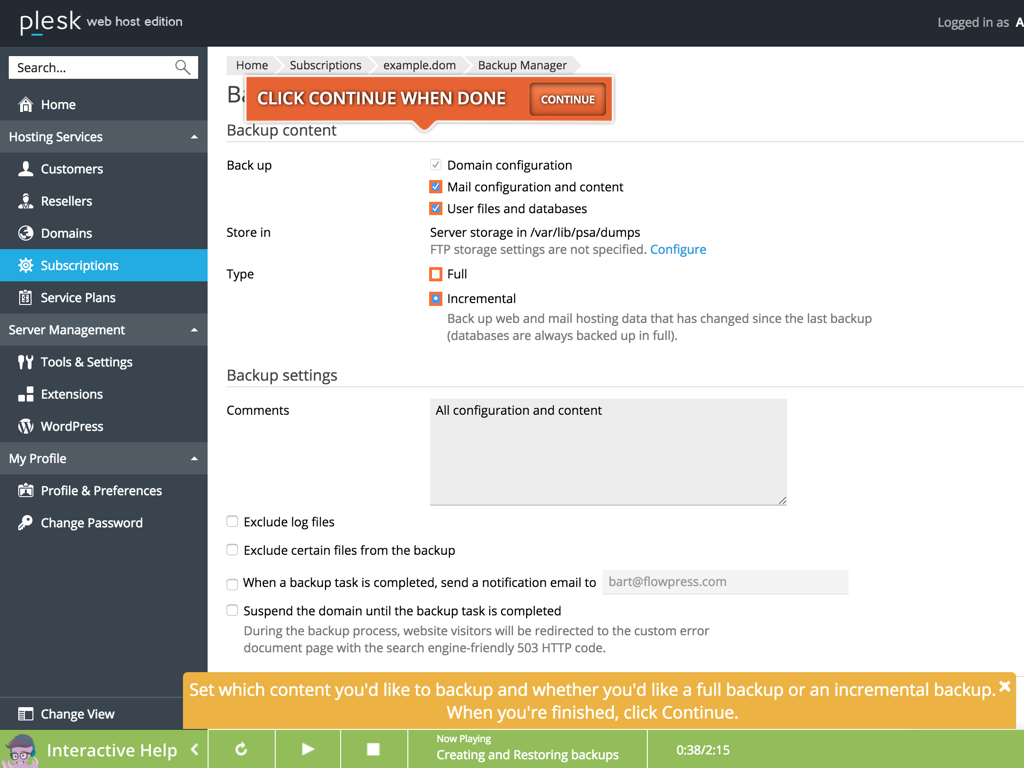 plesk web host edition
Logged in as A
Search...
Home
Hosting Services
Customers
Resellers
Domains
Subscriptions
Service Plans
Server Management
Tools & Settings
Extensions
WordPress
My Profile
Profile & Preferences
Change Password
Change View
Home Subscriptions example.dom Backup Manager
Ba
CLICK CONTINUE WHEN DONE CONTINUE
Backup content
Back up
Domain configuration
Mail configuration and content
User files and databases
Store in
Server storage in /var/lib/psa/dumps
FTP storage settings are not specified. Configure
Type
Full
Incremental
Back up web and mail hosting data that has changed since the last backup
(databases are always backed up in full).
Backup settings
Comments
All configuration and content
Exclude log files
Exclude certain files from the backup
When a backup task is completed, send a notification email to bart@flowpress.com
Suspend the domain until the backup task is completed
During the backup process, website visitors will be redirected to the custom error
document page with the search engine-friendly 503 HTTP code.
Set which content you'd like to backup and whether you'd like a full backup or an incremental backup.
When you're finished, click Continue.
Interactive Help
Now Playing
Creating and Restoring backups
0:38/2:15